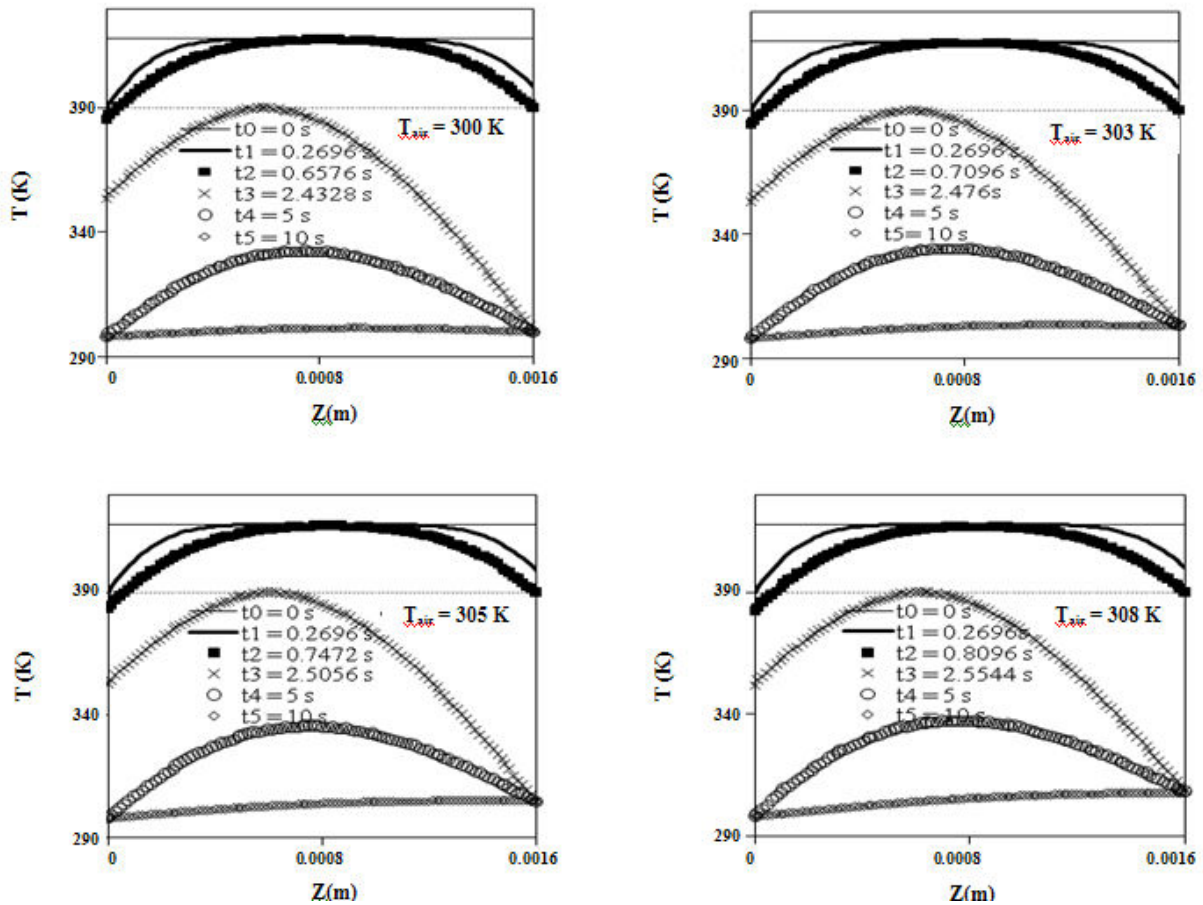 T (K)
390
340
290
T_air = 300 K
t0 = 0 s
t1 = 0.2696 s
t2 = 0.6576 s
t3 = 2.4328 s
t4 = 5 s
t5 = 10 s
0 0.0008 0.0016
Z(m)
T (K)
390
340
290
T_air = 303 K
t0 = 0 s
t1 = 0.2696 s
t2 = 0.7096 s
t3 = 2.476s
t4 = 5 s
t5= 10 s
0 0.0008 0.0016
Z(m)
T (K)
390
340
290
T_air = 305 K
t0 = 0 s
t1 = 0.2696 s
t2 = 0.7472 s
t3 = 2.5056 s
t4 = 5 s
t5 = 10 s
0 0.0008 0.0016
Z(m)
T (K)
390
340
290
T_air = 308 K
t0 = 0 s
t1 = 0.2696s
t2 = 0.8096 s
t3 = 2.5544 s
t4 = 5 s
t5 = 10 s
0 0.0008 0.0016
Z(m)